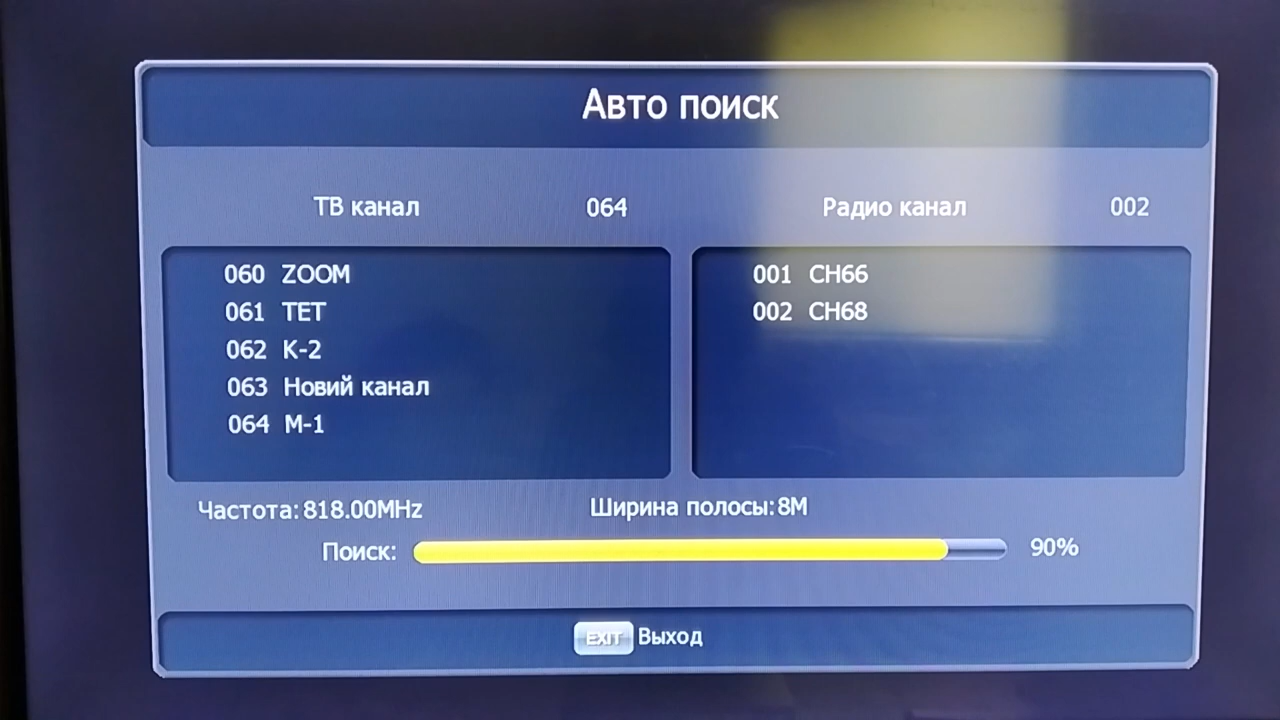 Авто поиск
ТВ канал 064 Радио канал 002
060 ZOOM
061 ТЕТ
062 К-2
063 Новий канал
064 М-1
001 CH66
002 CH68
Частота: 818.00MHz Ширина полосы: 8M
Поиск: 90%
EXIT Выход